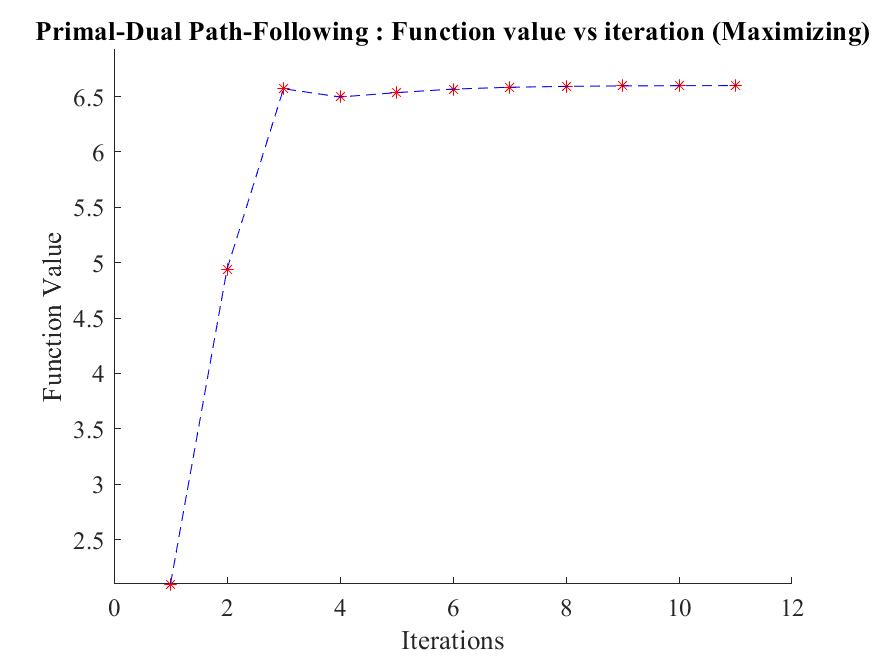 Primal-Dual Path-Following : Function value vs iteration (Maximizing)
6.5
6
5.5
5
4.5
4
3.5
3
2.5
Function Value
0 2 4 6 8 10 12
Iterations